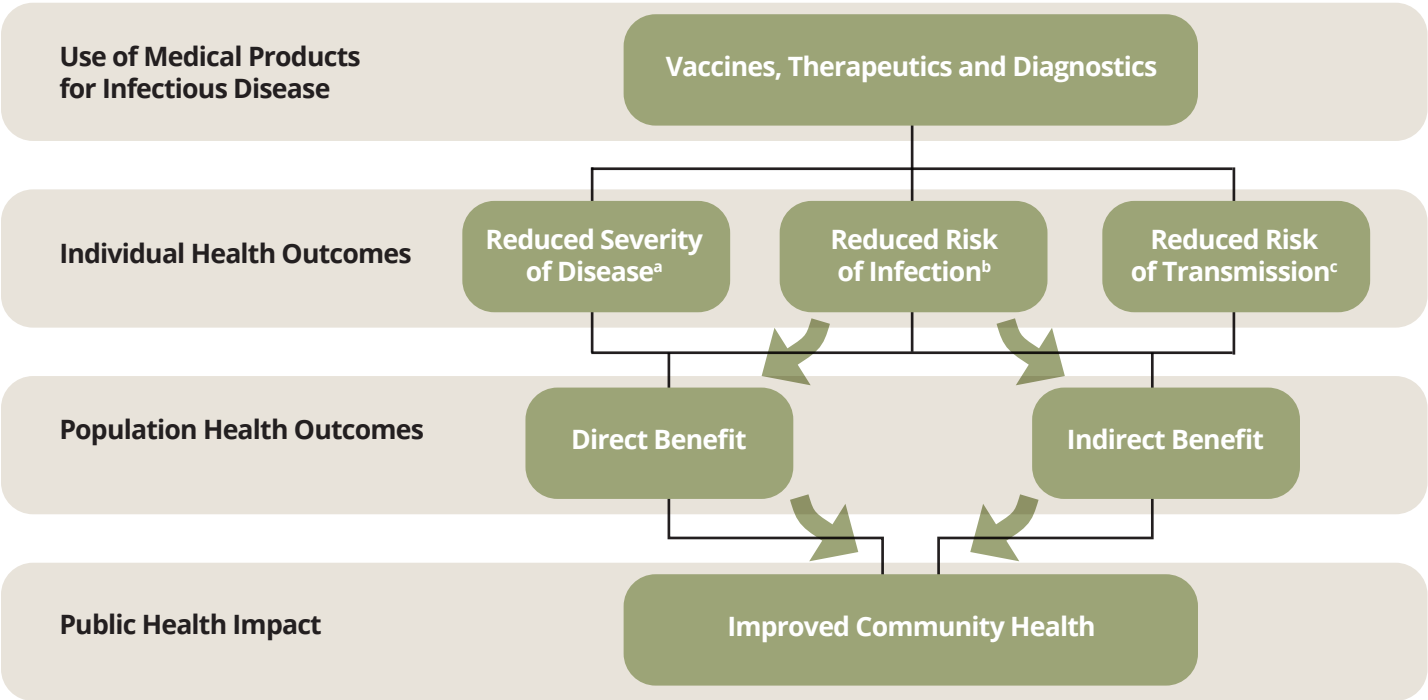 Use of Medical Products
for Infectious Disease
Vaccines, Therapeutics and Diagnostics
Individual Health Outcomes
Reduced Severity
of Diseaseᵃ
Reduced Risk
of Infectionᵇ
Reduced Risk
of Transmissionᶜ
Population Health Outcomes
Direct Benefit
Indirect Benefit
Public Health Impact
Improved Community Health